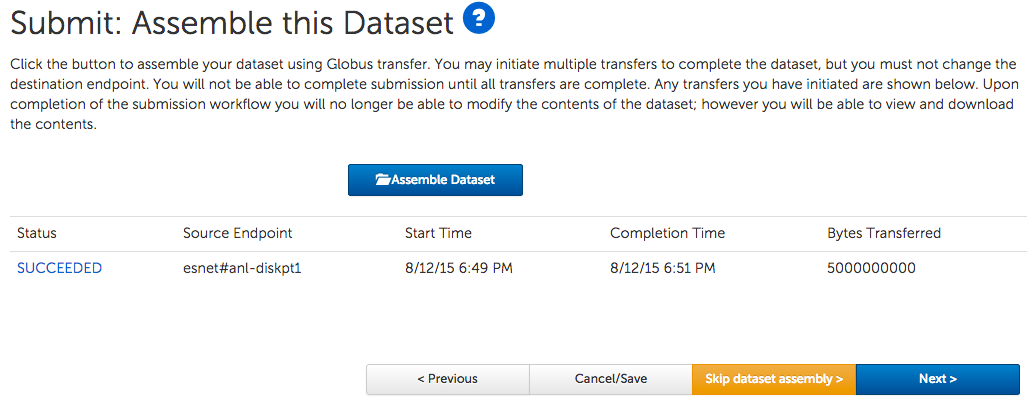 Submit: Assemble this Dataset ?
Click the button to assemble your dataset using Globus transfer. You may initiate multiple transfers to complete the dataset, but you must not change the
destination endpoint. You will not be able to complete submission until all transfers are complete. Any transfers you have initiated are shown below. Upon
completion of the submission workflow you will no longer be able to modify the contents of the dataset; however you will be able to view and download
the contents.
Assemble Dataset
Status Source Endpoint Start Time Completion Time Bytes Transferred
SUCCEEDED esnet#anl-diskpt1 8/12/15 6:49 PM 8/12/15 6:51 PM 5000000000
< Previous Cancel/Save Skip dataset assembly > Next >